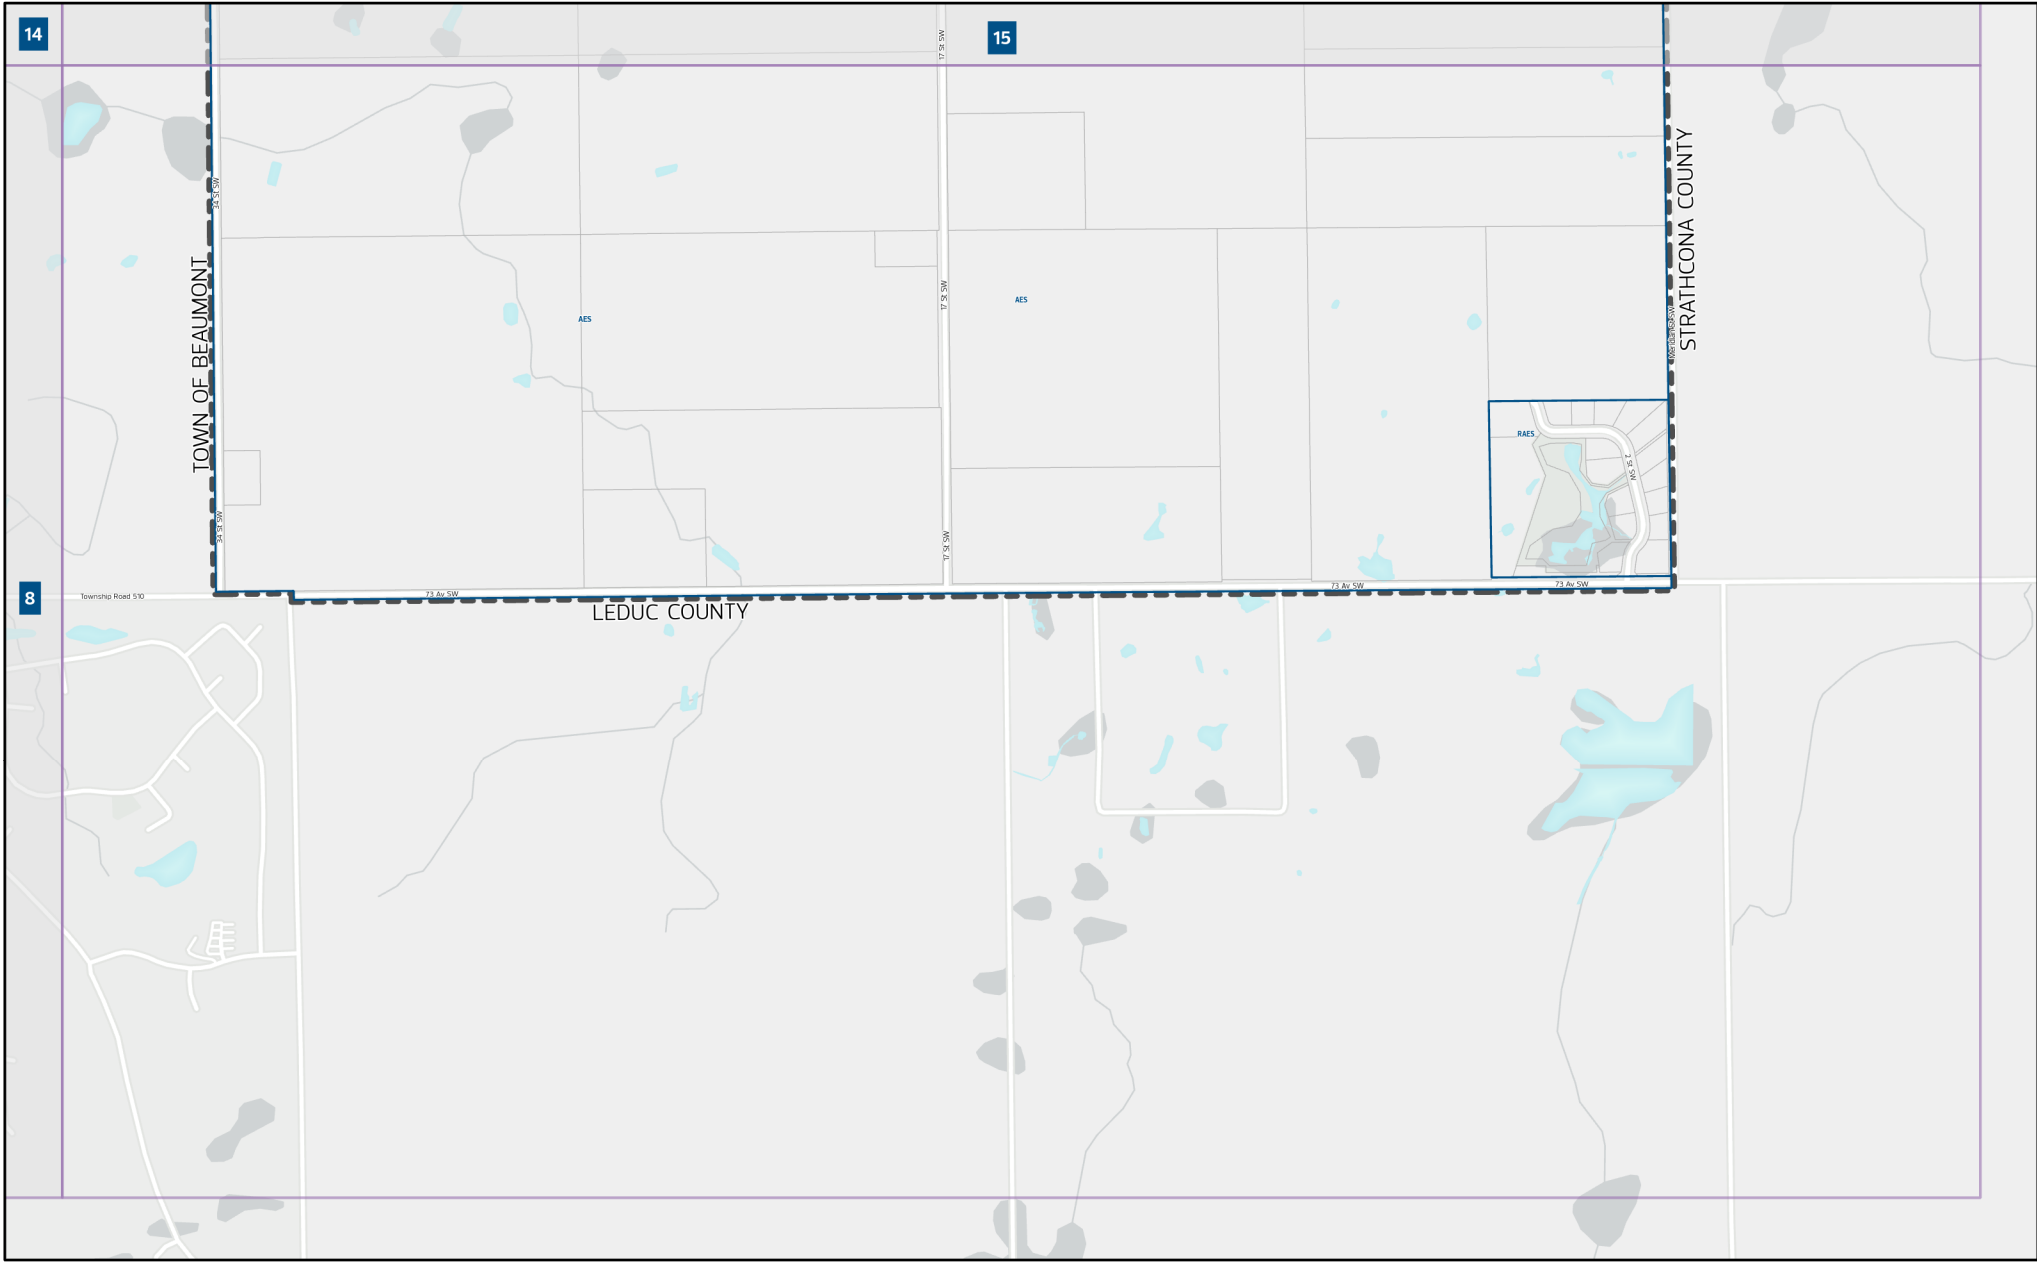 14
15
17 St SW
34 St SW
STRATHCONA COUNTY
TOWN OF BEAUMONT
17 St SW
AES
AES
RAES
2 St SW
34 St SW
17 St SW
8
Township Road 510
73 Av SW
73 Av SW
73 Av SW
LEDUC COUNTY